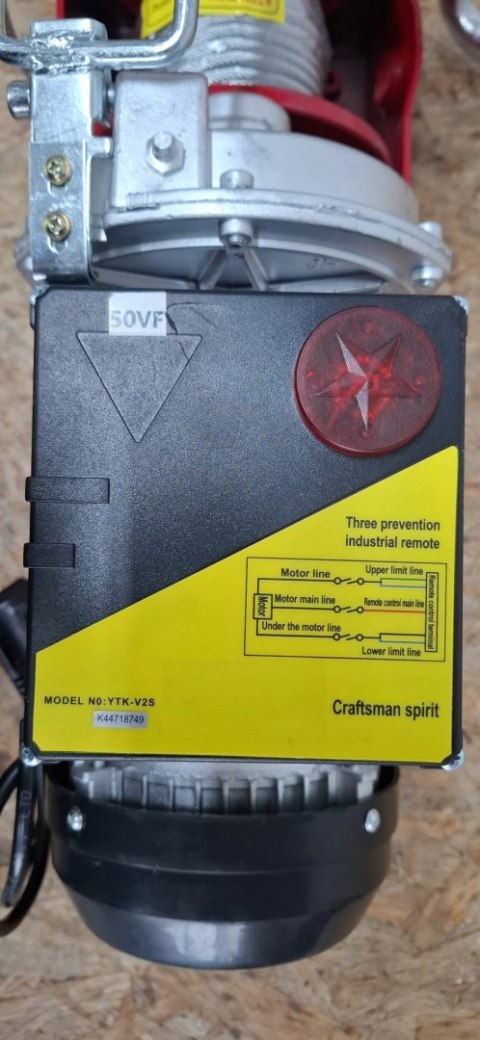 50VF
Three prevention
industrial remote
Motor line
Upper limit line
Motor
Motor main line
Remote control main line
Remote control terminal
Under the motor line
Lower limit line
MODEL N0:YTK-V2S
K44718749
Craftsman spirit